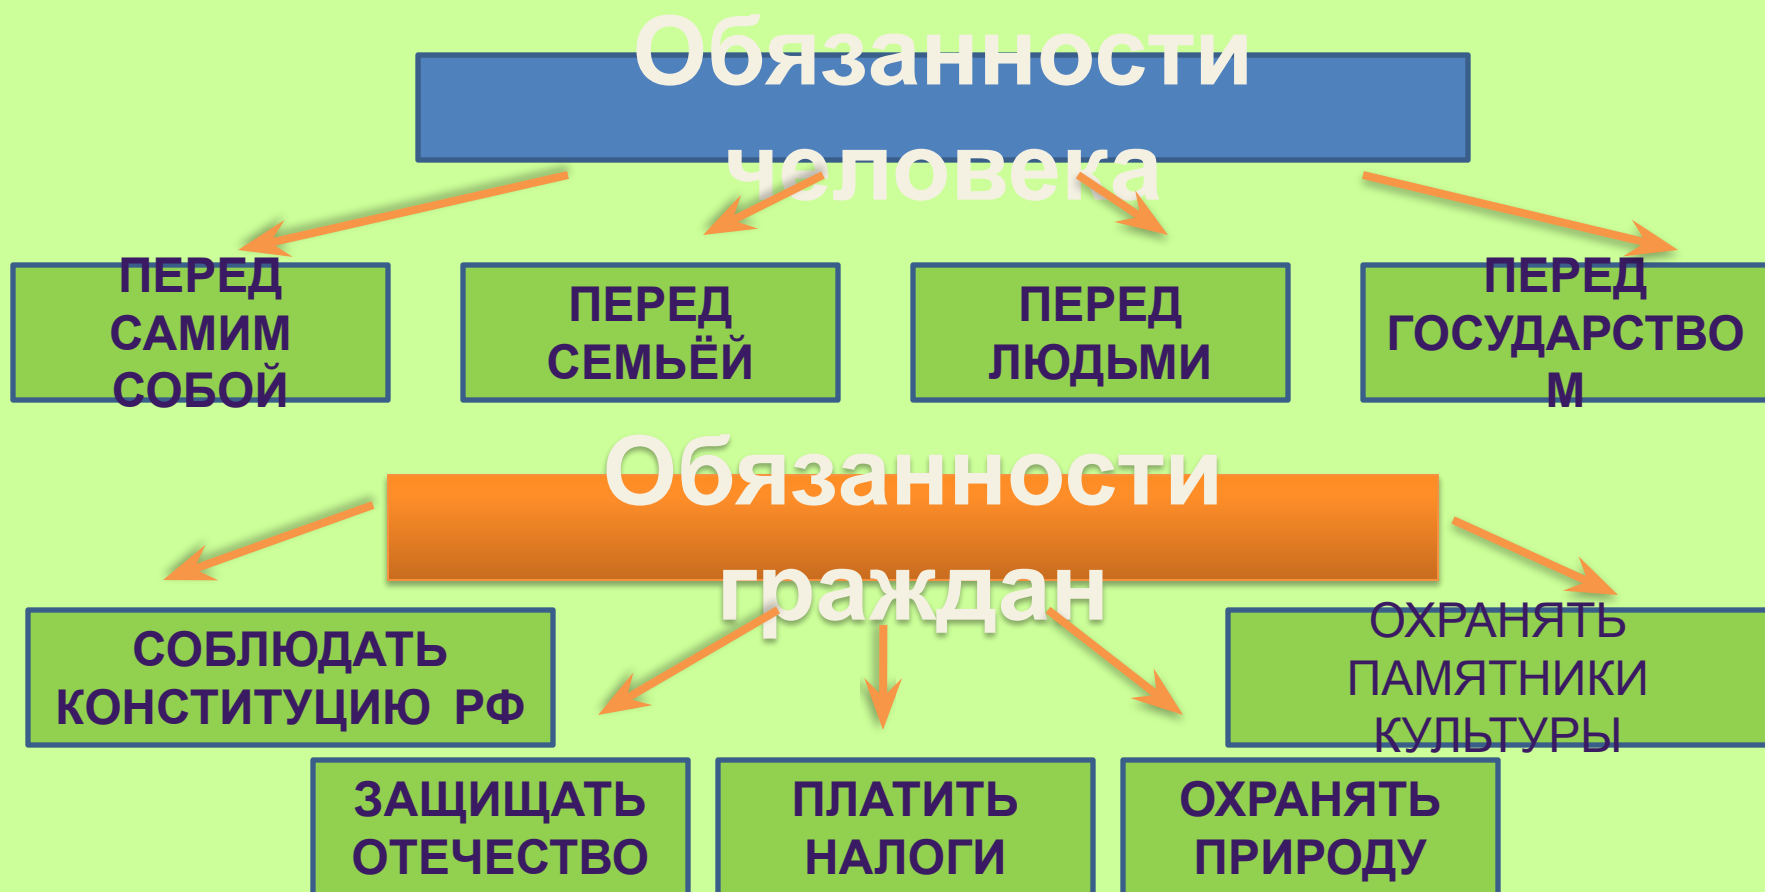 Обязанности
человека
ПЕРЕД
САМИМ
СОБОЙ
ПЕРЕД
СЕМЬЁЙ
ПЕРЕД
ЛЮДЬМИ
ПЕРЕД
ГОСУДАРСТВО
М
Обязанности
граждан
СОБЛЮДАТЬ
КОНСТИТУЦИЮ РФ
ЗАЩИЩАТЬ
ОТЕЧЕСТВО
ПЛАТИТЬ
НАЛОГИ
ОХРАНЯТЬ
ПРИРОДУ
ОХРАНЯТЬ
ПАМЯТНИКИ
КУЛЬТУРЫ